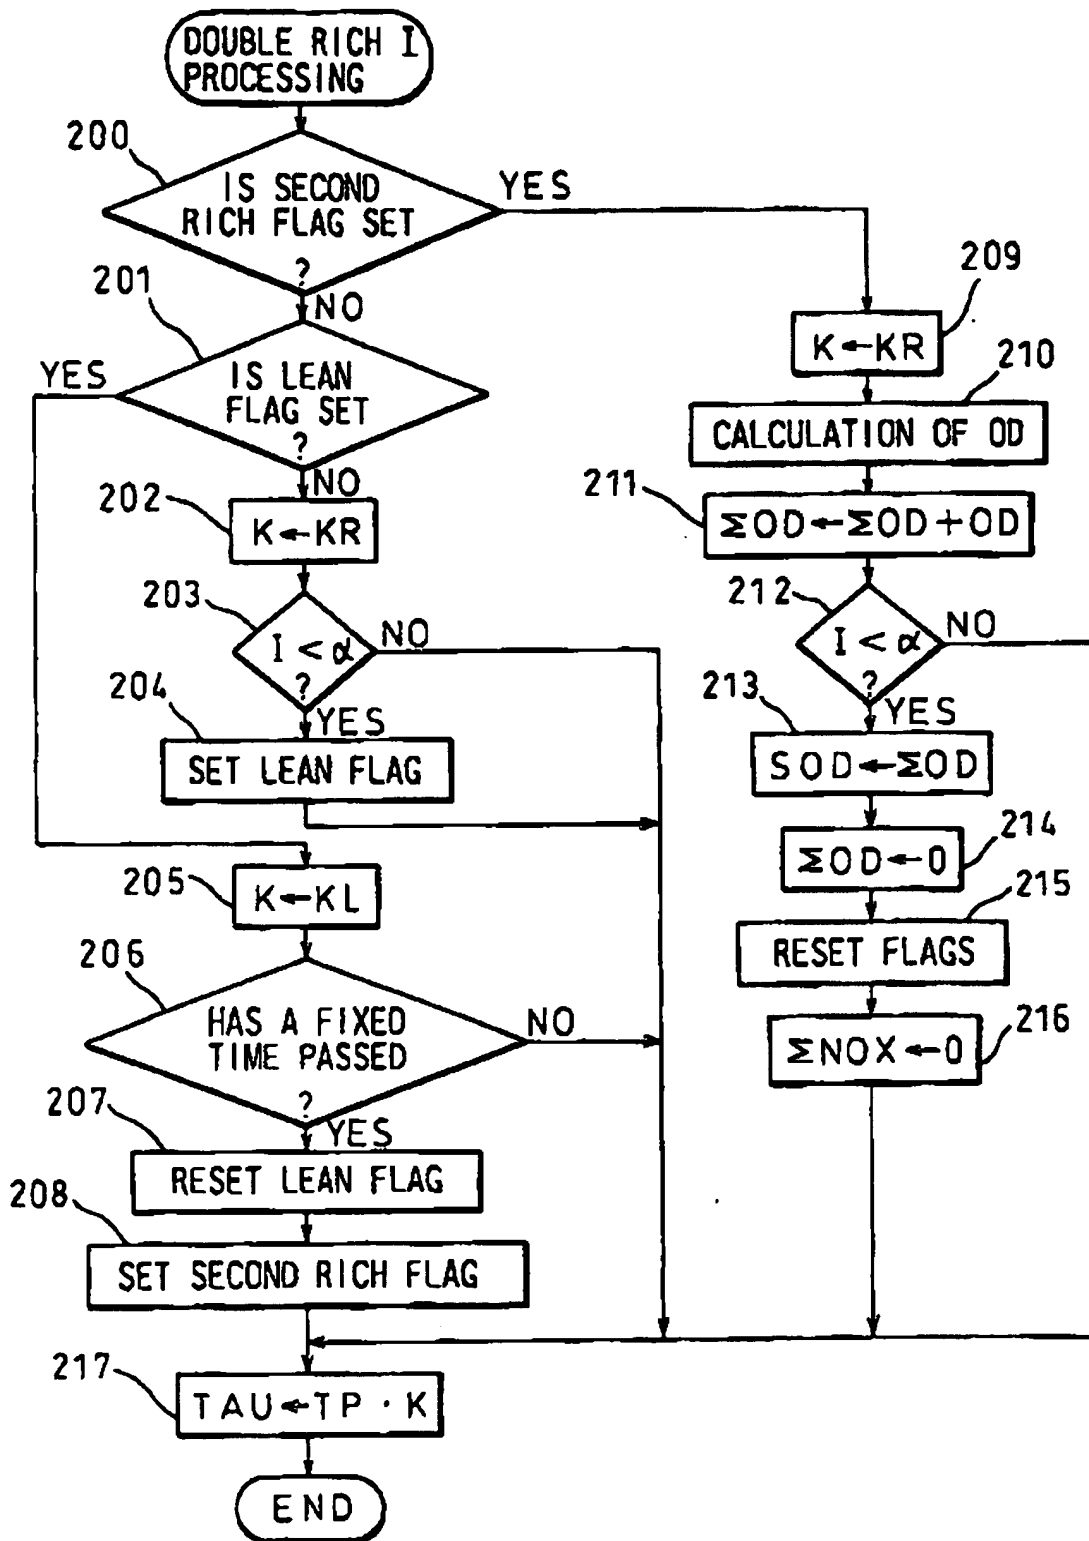 DOUBLE RICH I
PROCESSING
200
IS SECOND
RICH FLAG SET
?
YES
NO
201
IS LEAN
FLAG SET
?
YES
NO
202
K←KR
203
I < α
?
NO
YES
204
SET LEAN FLAG
205
K←KL
206
HAS A FIXED
TIME PASSED
?
NO
YES
207
RESET LEAN FLAG
208
SET SECOND RICH FLAG
209
K←KR
210
CALCULATION OF OD
211
ΣOD←ΣOD+OD
212
I < α
?
NO
YES
213
SOD←ΣOD
214
ΣOD←0
215
RESET FLAGS
216
ΣNOX←0
217
TAU←TP · K
END